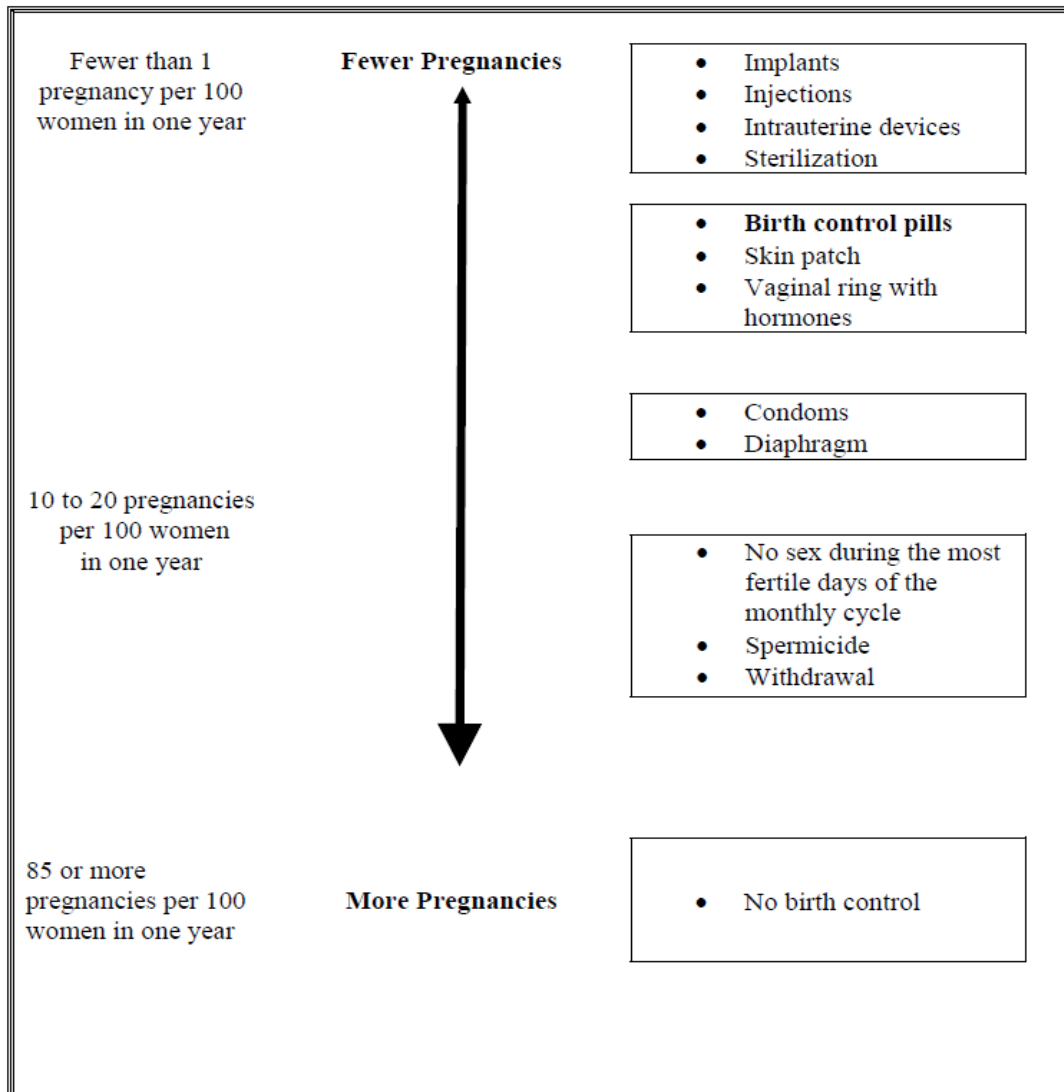 Fewer than 1
pregnancy per 100
women in one year
Fewer Pregnancies
• Implants
• Injections
• Intrauterine devices
• Sterilization
• Birth control pills
• Skin patch
• Vaginal ring with
hormones
• Condoms
• Diaphragm
10 to 20 pregnancies
per 100 women
in one year
• No sex during the most
fertile days of the
monthly cycle
• Spermicide
• Withdrawal
85 or more
pregnancies per 100
women in one year
More Pregnancies
• No birth control